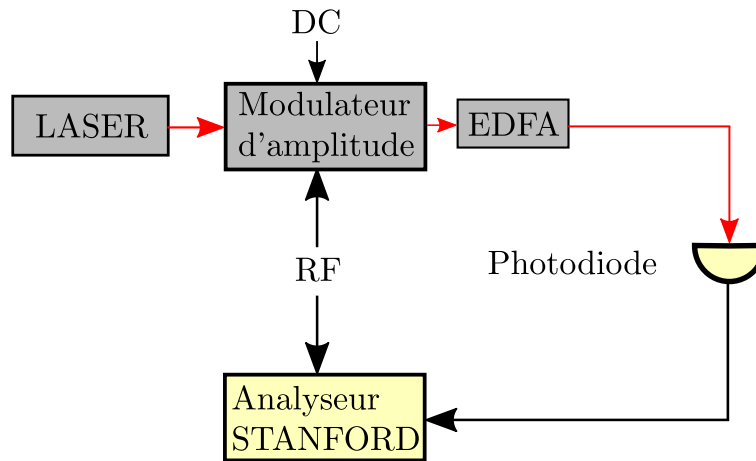 DC
LASER
Modulateur
d'amplitude
EDFA
RF
Photodiode
Analyseur
STANFORD